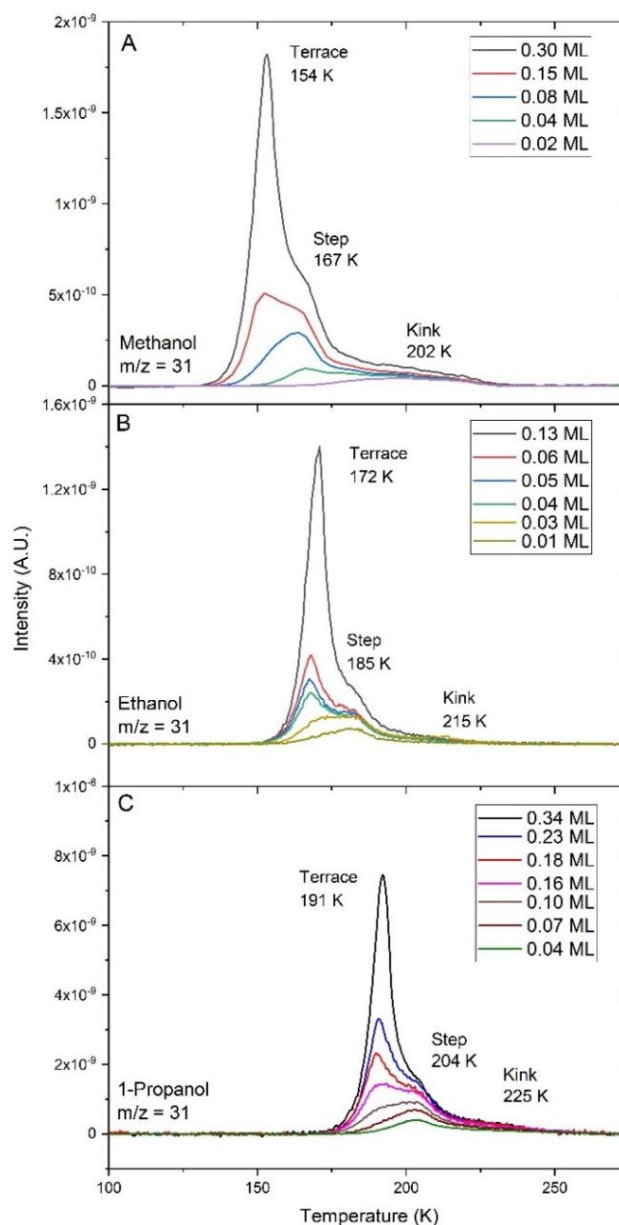 A
Terrace
154 K
0.30 ML
0.15 ML
0.08 ML
0.04 ML
0.02 ML
2x10⁻⁹
1.5x10⁻⁹
1x10⁻⁹
5x10⁻¹⁰
0
Step
167 K
Kink
202 K
Methanol
m/z = 31
B
Terrace
172 K
0.13 ML
0.06 ML
0.05 ML
0.04 ML
0.03 ML
0.01 ML
1.6x10⁻⁹
1.2x10⁻⁹
8x10⁻¹⁰
4x10⁻¹⁰
0
Intensity (A.U.)
Step
185 K
Kink
215 K
Ethanol
m/z = 31
C
Terrace
191 K
0.34 ML
0.23 ML
0.18 ML
0.16 ML
0.10 ML
0.07 ML
0.04 ML
1x10⁻⁸
8x10⁻⁹
6x10⁻⁹
4x10⁻⁹
2x10⁻⁹
0
Step
204 K
Kink
225 K
1-Propanol
m/z = 31
100
150
200
250
Temperature (K)